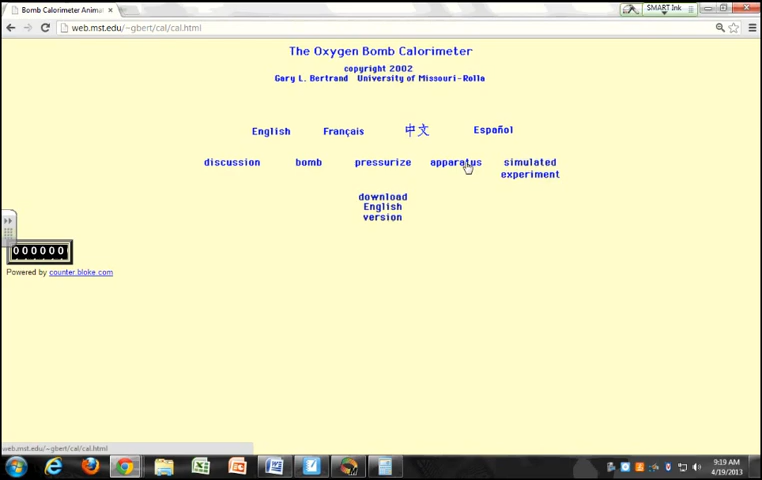 Bomb Calorimeter Anima
SMART Ink
web.mst.edu/~gbert/cal/cal.html
The Oxygen Bomb Calorimeter
copyright 2002
Gary L. Bertrand University of Missouri-Rolla
English Français 中文 Español
discussion bomb pressurize apparatus simulated experiment
download
English
version
000000
Powered by counter.bloke.com
web.mst.edu/~gbert/cal/cal.html
9:19 AM
4/19/2013